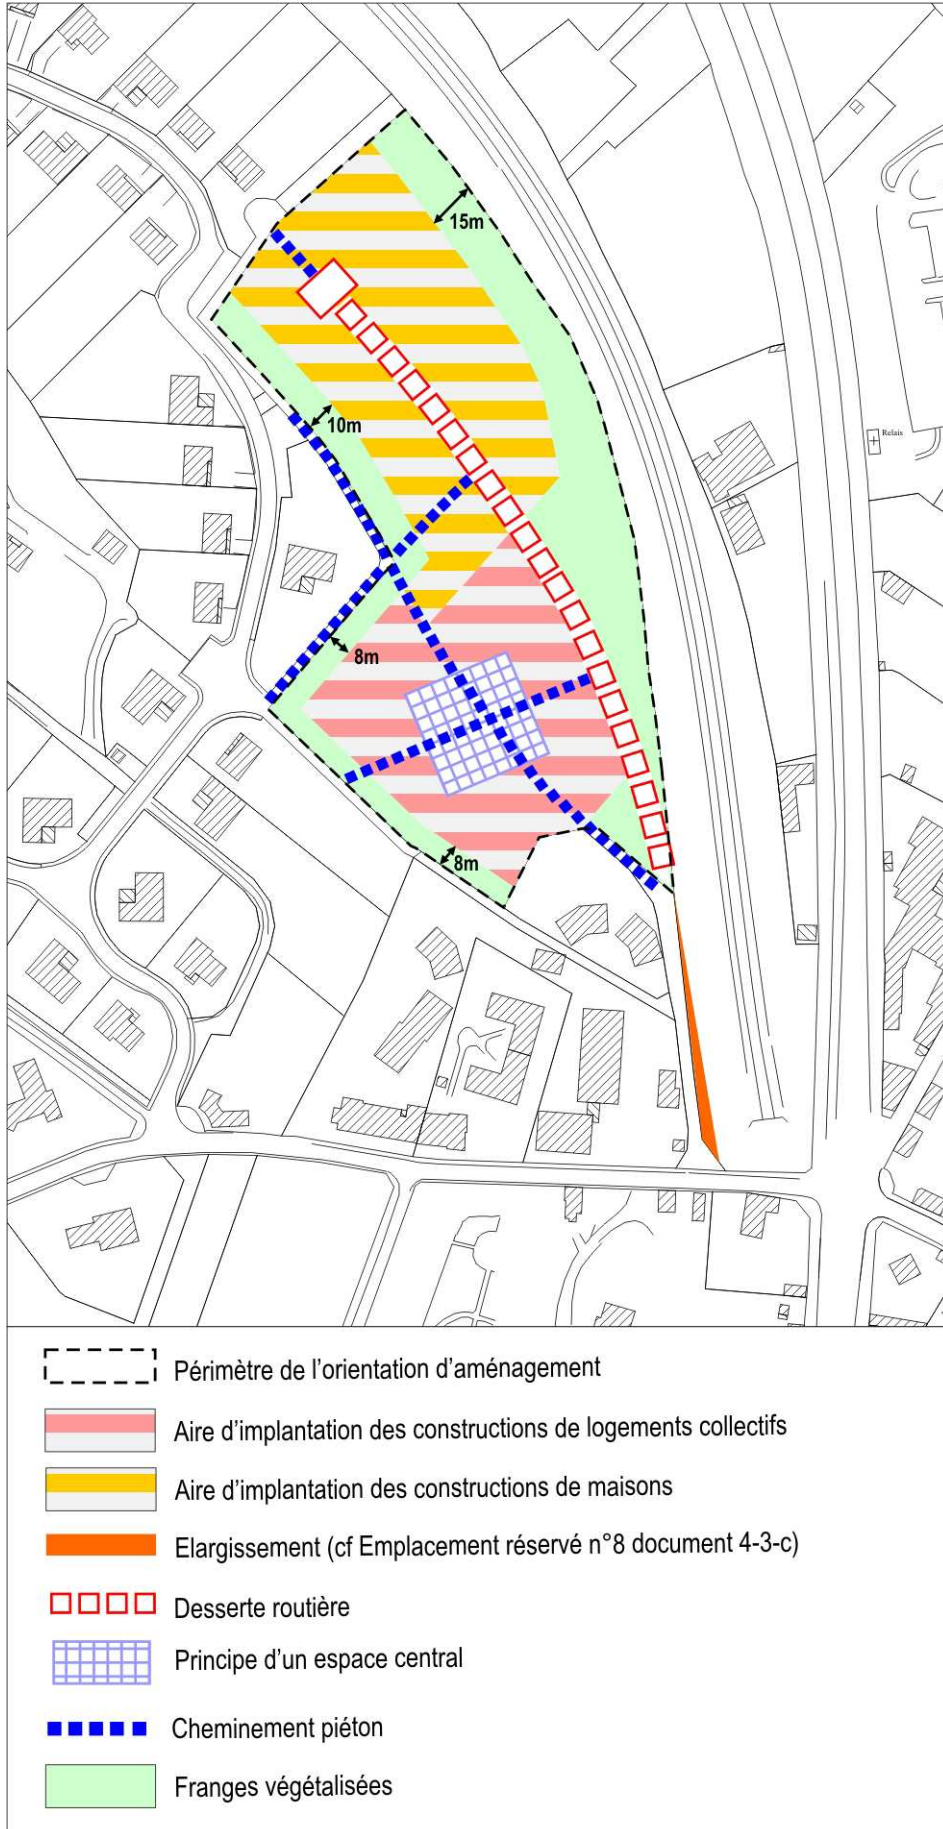 15m
10m
Relais
8m
8m
Périmètre de l'orientation d'aménagement
Aire d'implantation des constructions de logements collectifs
Aire d'implantation des constructions de maisons
Elargissement (cf Emplacement réservé n°8 document 4-3-c)
Desserte routière
Principe d'un espace central
Cheminement piéton
Franges végétalisées